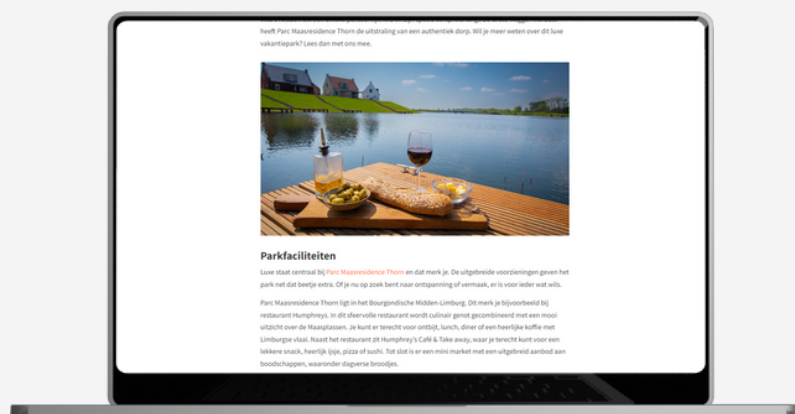 heeft Parc Maasresidence Thorn de uitstraling van een authentiek dorp. Wil je meer weten over dit luxe
vakantiepark? Lees dan met ons mee.
Parkfaciliteiten
Luxe staat centraal bij Parc Maasresidence Thorn en dat merk je. De uitgebreide voorzieningen geven het
park net dat beetje extra. Of je nu op zoek bent naar ontspanning of vermaak, er is voor ieder wat wils.
Parc Maasresidence Thorn ligt in het Bourgondische Midden-Limburg. Dit merk je bijvoorbeeld bij
restaurant Humphreys. In dit sfeervolle restaurant wordt culinair genot gecombineerd met een mooi
uitzicht over de Maasplassen. Je kunt er terecht voor ontbijt, lunch, diner of een heerlijke koffie met
Limburgse vlaai. Naast het restaurant zit Humphrey's Café & Take away, waar je terecht kunt voor een
lekkere snack, heerlijk ijsje, pizza of sushi. Tot slot is er een mini market met een uitgebreid aanbod aan
boodschappen, waaronder dagverse broodjes.